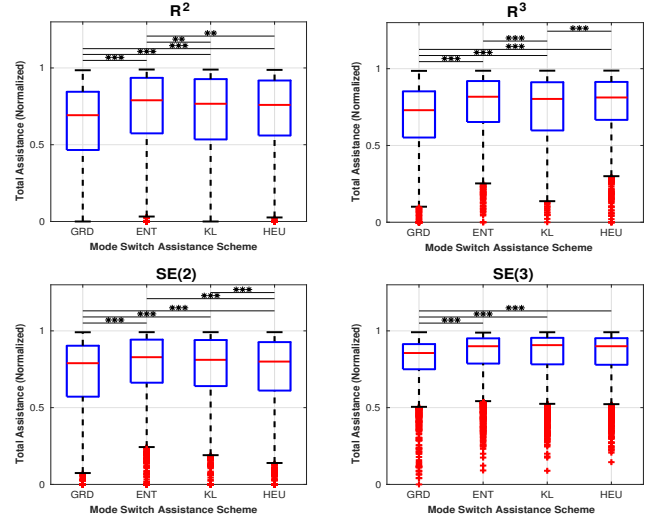 R²
**
**
***
***
***
1
0.5
0
Total Assistance (Normalized)
GRD ENT KL HEU
Mode Switch Assistance Scheme
R³
***
***
***
***
***
1
0.5
0
Total Assistance (Normalized)
GRD ENT KL HEU
Mode Switch Assistance Scheme
SE(2)
***
***
***
***
***
1
0.5
0
Total Assistance (Normalized)
GRD ENT KL HEU
Mode Switch Assistance Scheme
SE(3)
***
***
***
1
0.5
0
Total Assistance (Normalized)
GRD ENT KL HEU
Mode Switch Assistance Scheme